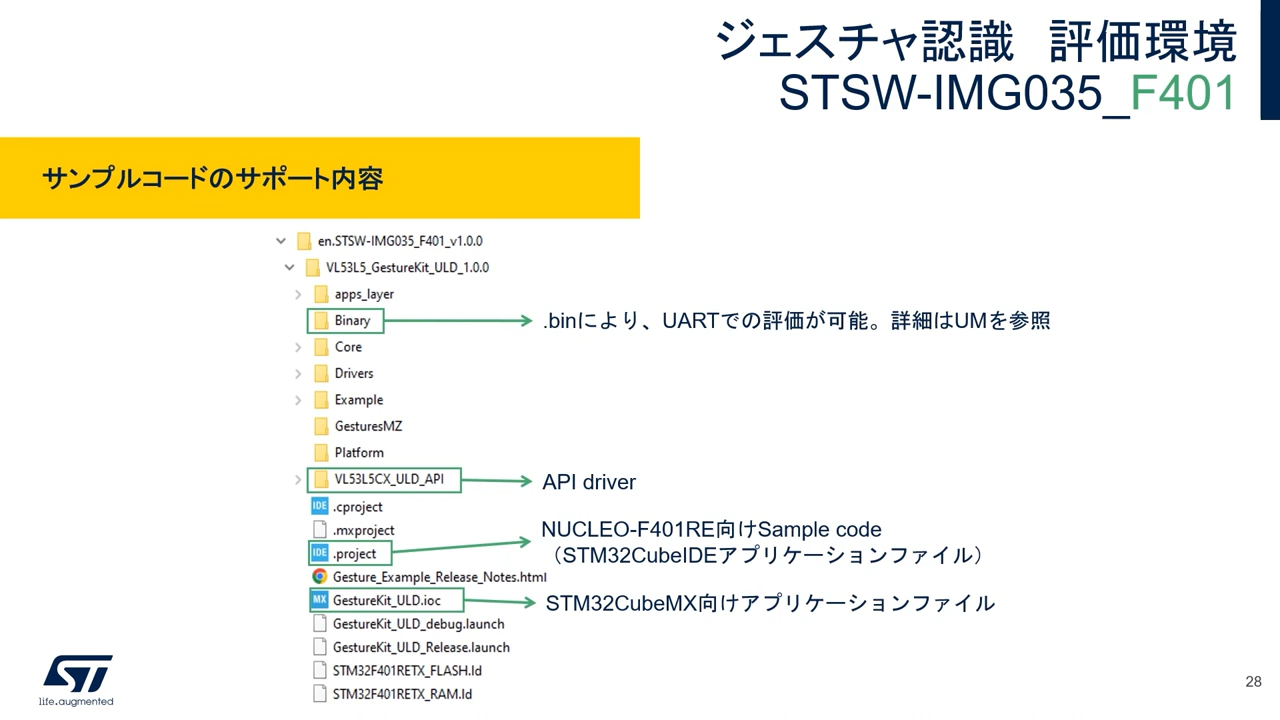 ジェスチャ認識　評価環境
STSW-IMG035_F401
サンプルコードのサポート内容
en.STSW-IMG035_F401_v1.0.0
VL53L5_GestureKit_ULD_1.0.0
apps_layer
Binary
.binにより、UARTでの評価が可能。詳細はUMを参照
Core
Drivers
Example
GesturesMZ
Platform
VL53L5CX_ULD_API
API driver
IDE .cproject
.mxproject
NUCLEO-F401RE向けSample code
（STM32CubeIDEアプリケーションファイル）
IDE .project
Gesture_Example_Release_Notes.html
MX GestureKit_ULD.ioc
STM32CubeMX向けアプリケーションファイル
GestureKit_ULD_debug.launch
GestureKit_ULD_Release.launch
STM32F401RETX_FLASH.ld
STM32F401RETX_RAM.ld
ST
life.augmented
28